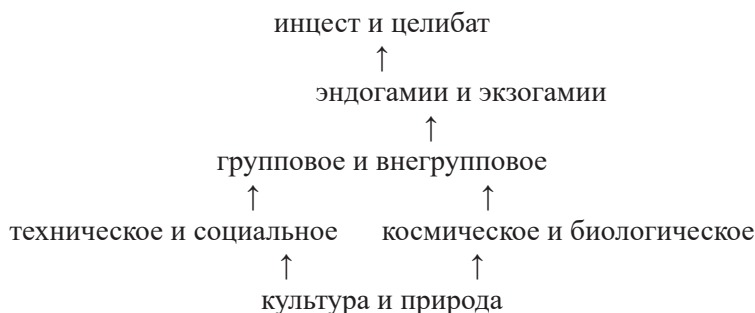 инцест и целибат
↑
эндогамии и экзогамии
↑
групповое и внегрупповое
↑ ↑
техническое и социальное космическое и биологическое
↑ ↑
культура и природа